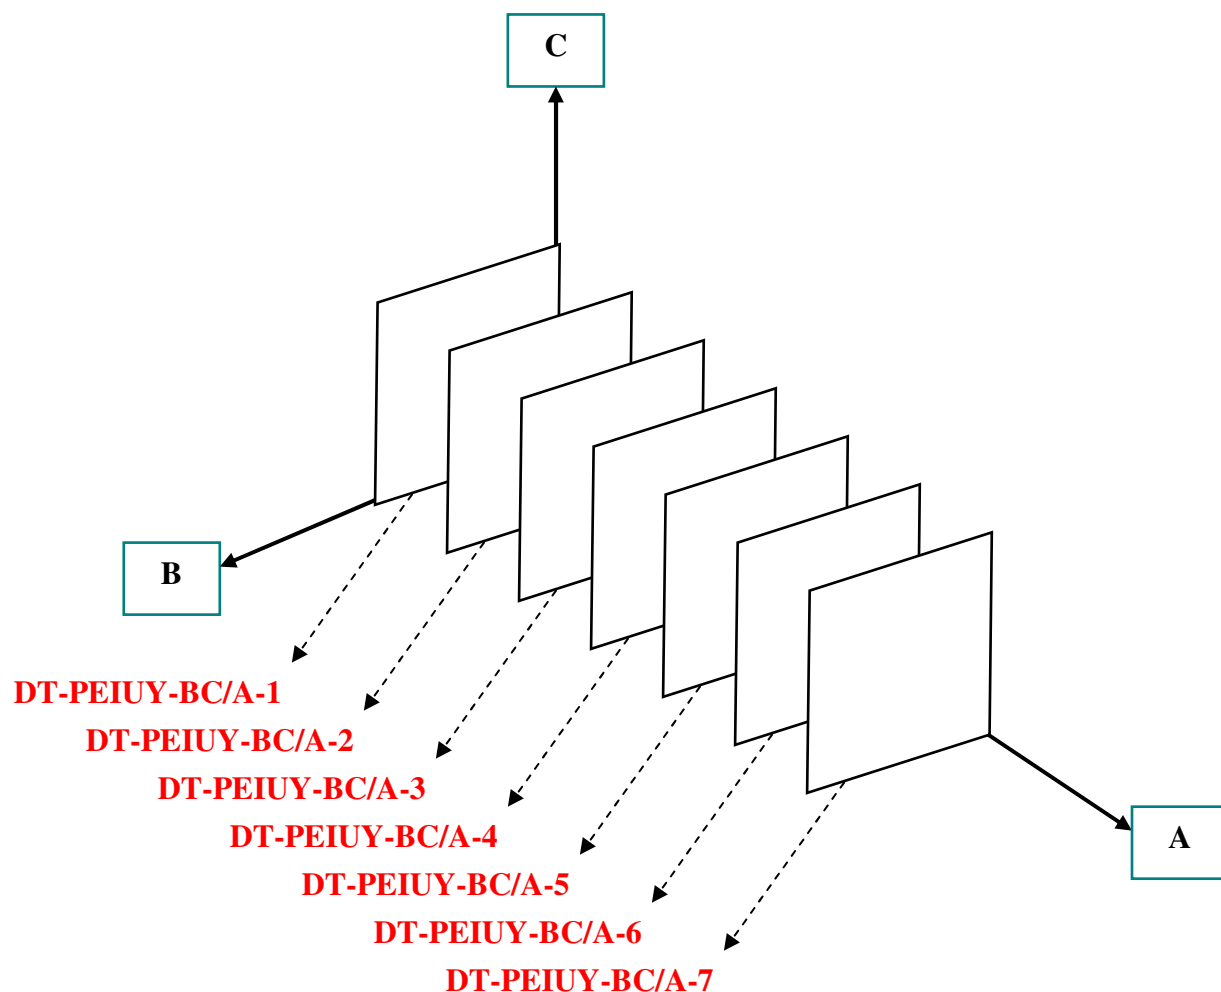 C
B
DT-PEIUY-BC/A-1
DT-PEIUY-BC/A-2
DT-PEIUY-BC/A-3
DT-PEIUY-BC/A-4
A
DT-PEIUY-BC/A-5
DT-PEIUY-BC/A-6
DT-PEIUY-BC/A-7